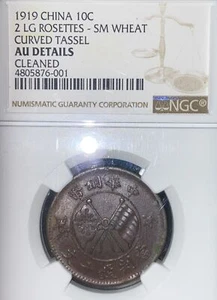 1919 CHINA 10C
2 LG ROSETTES - SM WHEAT
CURVED TASSEL
AU DETAILS
CLEANED
4805876-001
NUMISMATIC GUARANTY CORPORATION
NGC